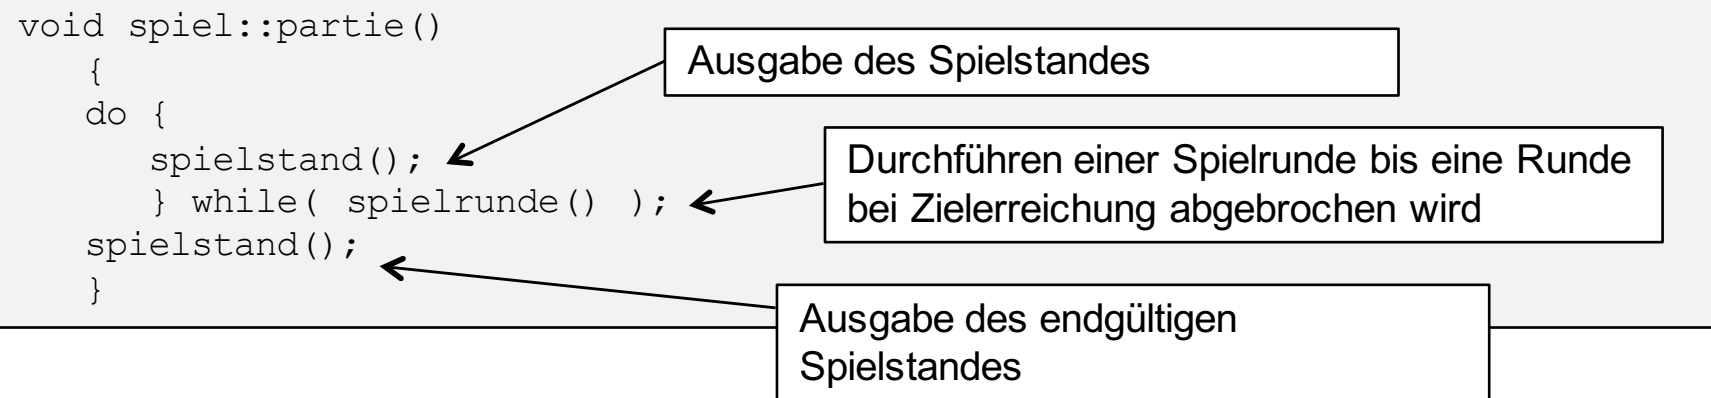 void spiel::partie()
{
do {
spielstand();
} while( spielrunde() );
spielstand();
}
Ausgabe des Spielstandes
Durchführen einer Spielrunde bis eine Runde
bei Zielerreichung abgebrochen wird
Ausgabe des endgültigen
Spielstandes